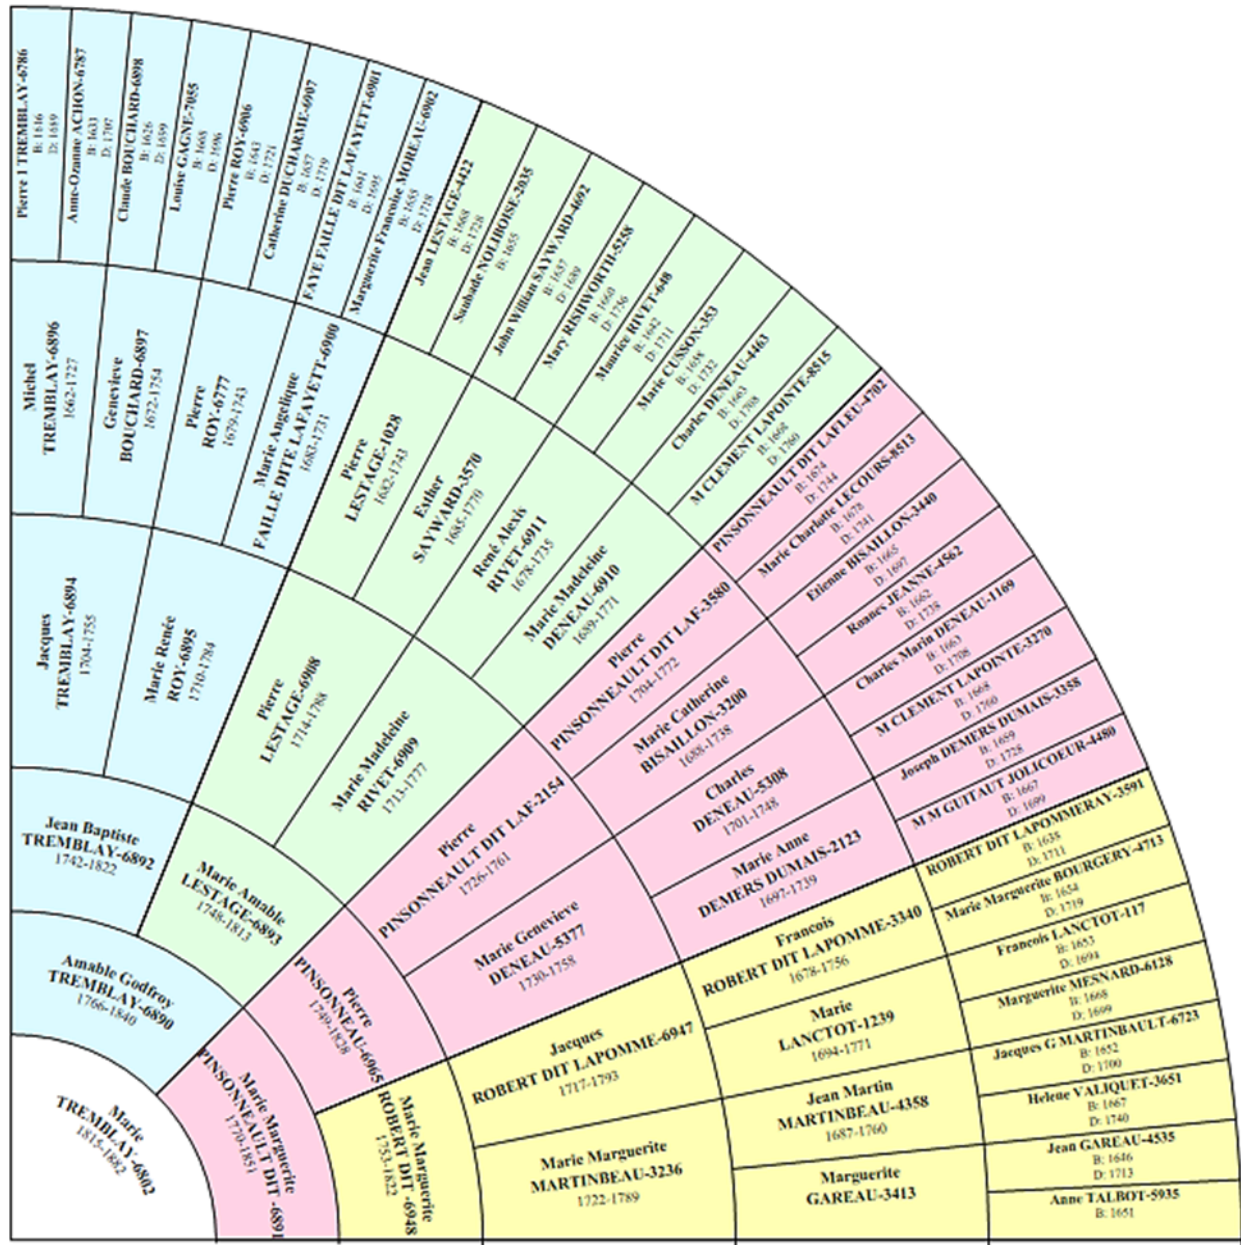 Pierre 1 TREMBLAY-6786
B: 1616
D: 1689
Anne-Ozanne ACHON-6787
B: 1633
D: 1707
Claude BOUCHARD-6898
B: 1626
D: 1699
Louise GAGNE-7055
B: 1668
D: 1696
Pierre ROY-6906
B: 1643
D: 1721
Catherine DUCHARME-6907
B: 1657
D: 1719
FAYE FAILLE DIT LAFAYETT-6901
B: 1641
D: 1695
Marguerite Francoise MOREAU-6902
B: 1655
D: 1718
Jean LESTAGE-4422
B: 1668
D: 1728
Saubade NOLIBOISE-2035
B: 1655
John Willian SAYWARD-4692
B: 1657
D: 1689
Mary RISHWORTH-5258
B: 1660
D: 1756
Maurice RIVET-648
B: 1642
D: 1711
Marie CUSSON-353
B: 1658
D: 1732
Charles DENEAU-4463
B: 1663
D: 1708
M CLEMENT LAPOINTE-8515
B: 1668
D: 1760
PINSONNEAULT DIT LAFLEU-4702
B: 1674
D: 1744
Marie Charlotte LECOURS-8513
B: 1678
D: 1741
Etienne BISAILLON-3440
B: 1665
D: 1697
Roanes JEANNE-4562
B: 1662
D: 1738
Charles Marin DENEAU-1169
B: 1663
D: 1708
M CLEMENT LAPOINTE-3270
B: 1668
D: 1760
Joseph DEMERS DUMAIS-3358
B: 1659
D: 1728
M M GUITAUT JOLICOEUR-4480
B: 1667
D: 1699
ROBERT DIT LAPOMMERAY-3591
B: 1638
D: 1711
Marie Marguerite BOURGERY-4713
B: 1654
D: 1719
Francois LANCTOT-117
B: 1653
D: 1694
Marguerite MESNARD-6128
B: 1668
D: 1699
Jacques G MARTINBAULT-6723
B: 1652
D: 1700
Helene VALIQUET-3651
B: 1667
D: 1740
Jean GAREAU-4535
B: 1646
D: 1713
Anne TALBOT-5935
B: 1651
Michel
TREMBLAY-6896
1662-1727
Genevieve
BOUCHARD-6897
1672-1754
Pierre
ROY-6777
1679-1743
Marie Angelique
FAILLE DITE LAFAYETT-6900
1683-1731
Pierre
LESTAGE-1028
1682-1743
Esther
SAYWARD-3570
1685-1770
René Alexis
RIVET-6911
1678-1735
Marie Madeleine
DENEAU-6910
1689-1771
Pierre
PINSONNEAULT DIT LAF-3580
1704-1772
Marie Catherine
BISAILLON-3200
1688-1738
Charles
DENEAU-5308
1701-1748
Marie Anne
DEMERS DUMAIS-2123
1697-1739
Francois
ROBERT DIT LAPOMME-3340
1678-1756
Marie
LANCTOT-1239
1694-1771
Jean Martin
MARTINBEAU-4358
1687-1760
Marguerite
GAREAU-3413
Jacques
TREMBLAY-6894
1704-1755
Marie Renée
ROY-6895
1710-1784
Pierre
LESTAGE-6908
1714-1788
Marie Madeleine
RIVET-6909
1713-1777
Pierre
PINSONNEAULT DIT LAF-2154
1726-1761
Marie Genevieve
DENEAU-5377
1730-1758
Jacques
ROBERT DIT LAPOMME-6947
1717-1793
Marie Marguerite
MARTINBEAU-3236
1722-1789
Jean Baptiste
TREMBLAY-6892
1742-1822
Marie Amable
LESTAGE-6893
1748-1813
Pierre
PINSONNEAU-6965
1749-1828
Marie Marguerite
ROBERT DIT -6948
1753-1822
Amable Godfroy
TREMBLAY-6890
1766-1840
Marie Marguerite
PINSONNEAULT DIT -6891
1770-1851
Marie
TREMBLAY-6802
1815-1882